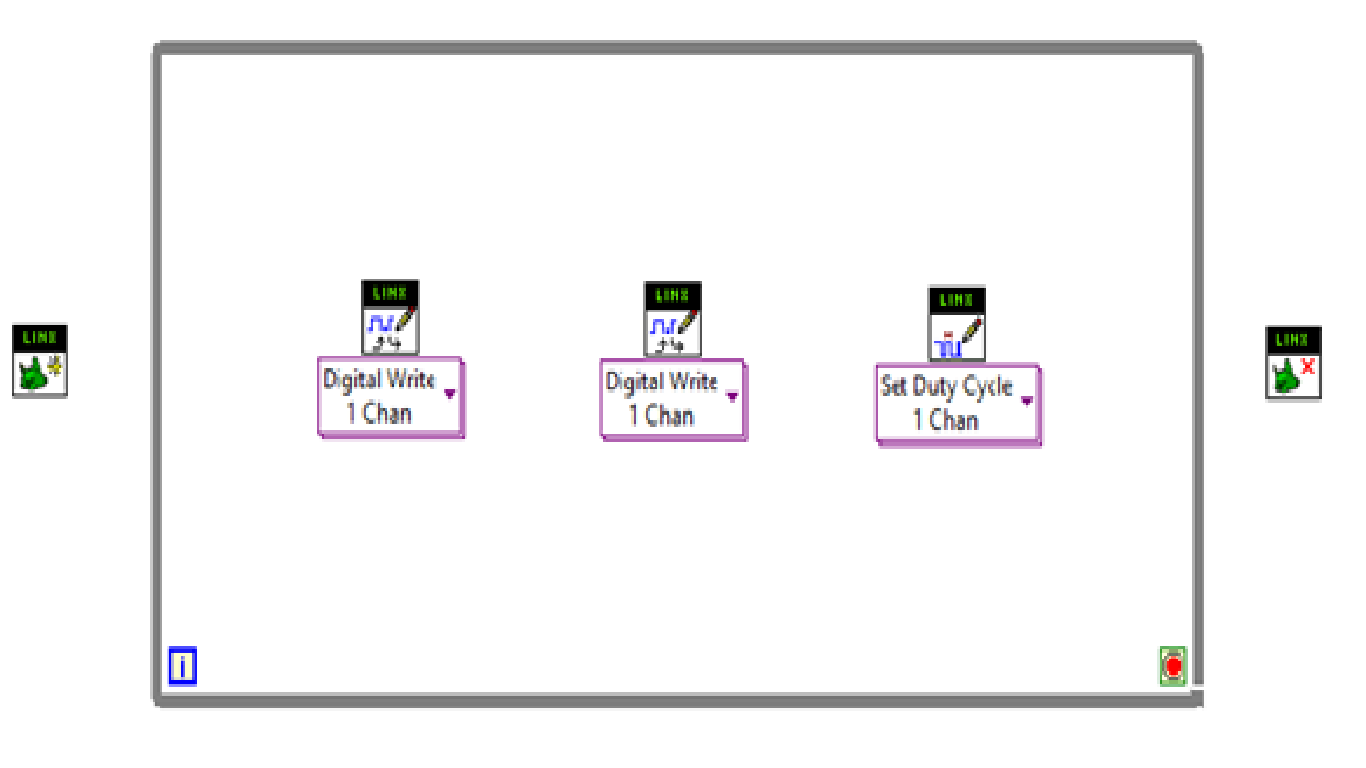 LINX
LINX
LINX
LINX
LINX
Digital Write
1 Chan
Digital Write
1 Chan
Set Duty Cycle
1 Chan
i